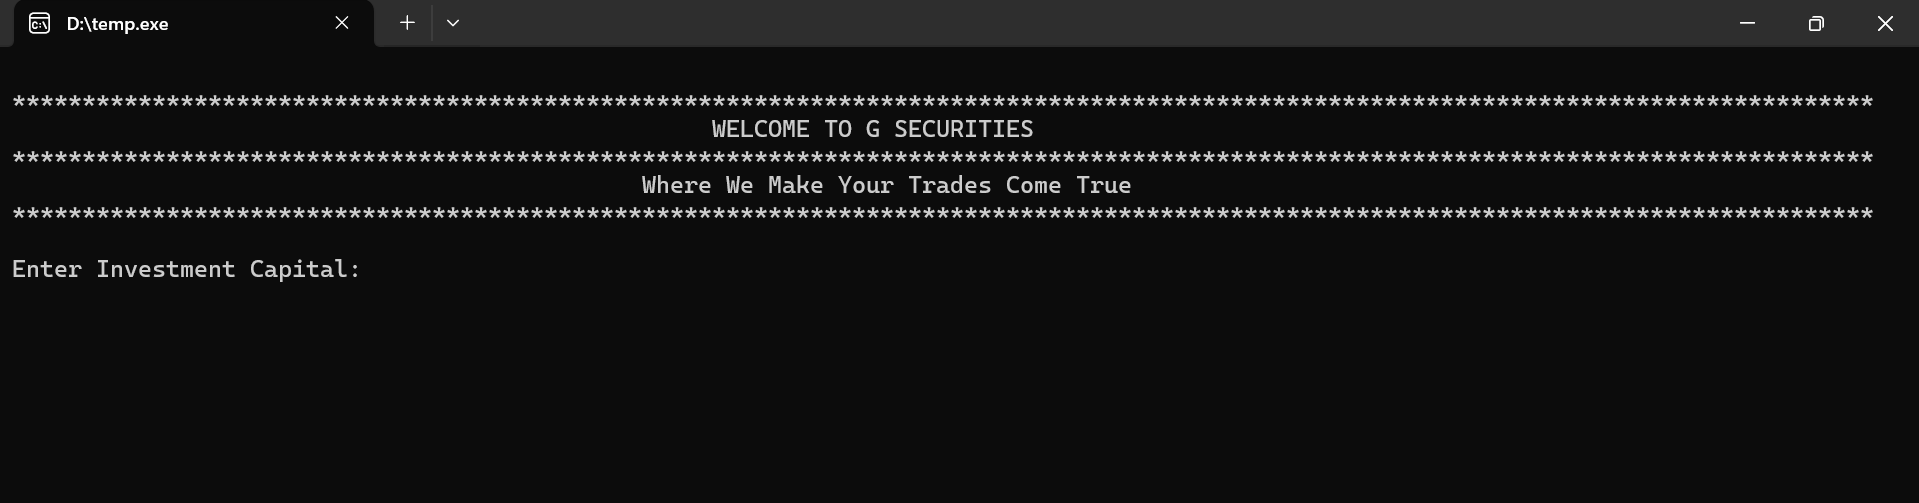 D:\temp.exe
*************************************************************************************************************************************
WELCOME TO G SECURITIES
*************************************************************************************************************************************
Where We Make Your Trades Come True
*************************************************************************************************************************************
Enter Investment Capital: